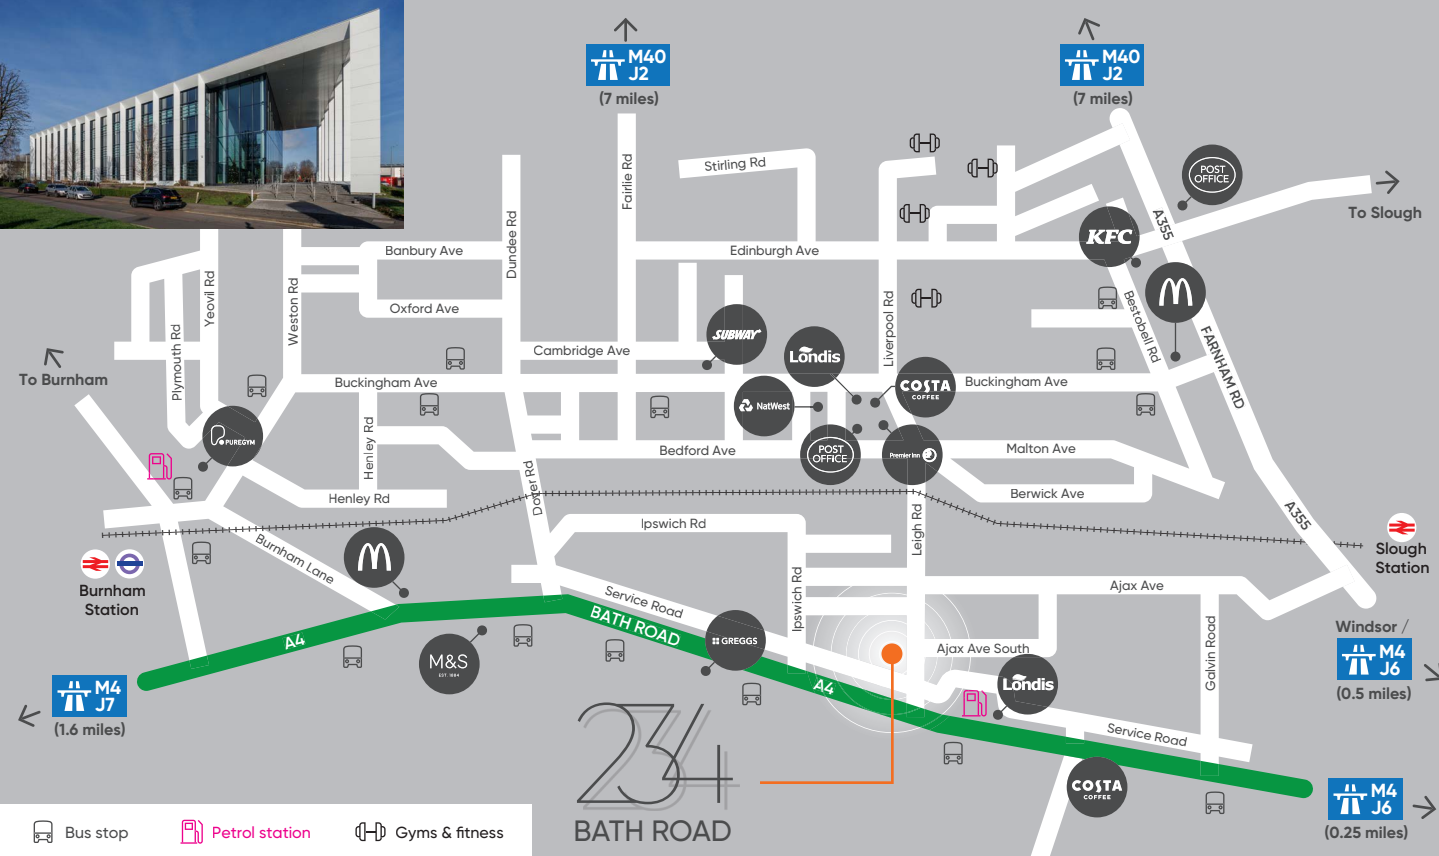 M40
J2
(7 miles)
M40
J2
(7 miles)
POST
OFFICE
To Slough
A355
Stirling Rd
Fairlie Rd
Dundee Rd
KFC
Banbury Ave
Edinburgh Ave
Yeovil Rd
Weston Rd
Oxford Ave
Plymouth Rd
Liverpool Rd
Bestobell Rd
FARNHAM RD
SUBWAY
Cambridge Ave
Londis
To Burnham
Buckingham Ave
COSTA
COFFEE
Buckingham Ave
NatWest
PUREGYM
Henley Rd
Bedford Ave
POST
OFFICE
Premier Inn
Malton Ave
Dover Rd
Henley Rd
Berwick Ave
A355
Ipswich Rd
Leigh Rd
Burnham Lane
Slough
Station
Burnham
Station
Ipswich Rd
Ajax Ave
Service Road
BATH ROAD
A4
GREGGS
Ajax Ave South
Galvin Road
Windsor /
M4
J6
(0.5 miles)
M&S
EST. 1884
Londis
A4
M4
J7
(1.6 miles)
Service Road
234
BATH ROAD
COSTA
COFFEE
M4
J6
(0.25 miles)
Bus stop
Petrol station
Gyms & fitness